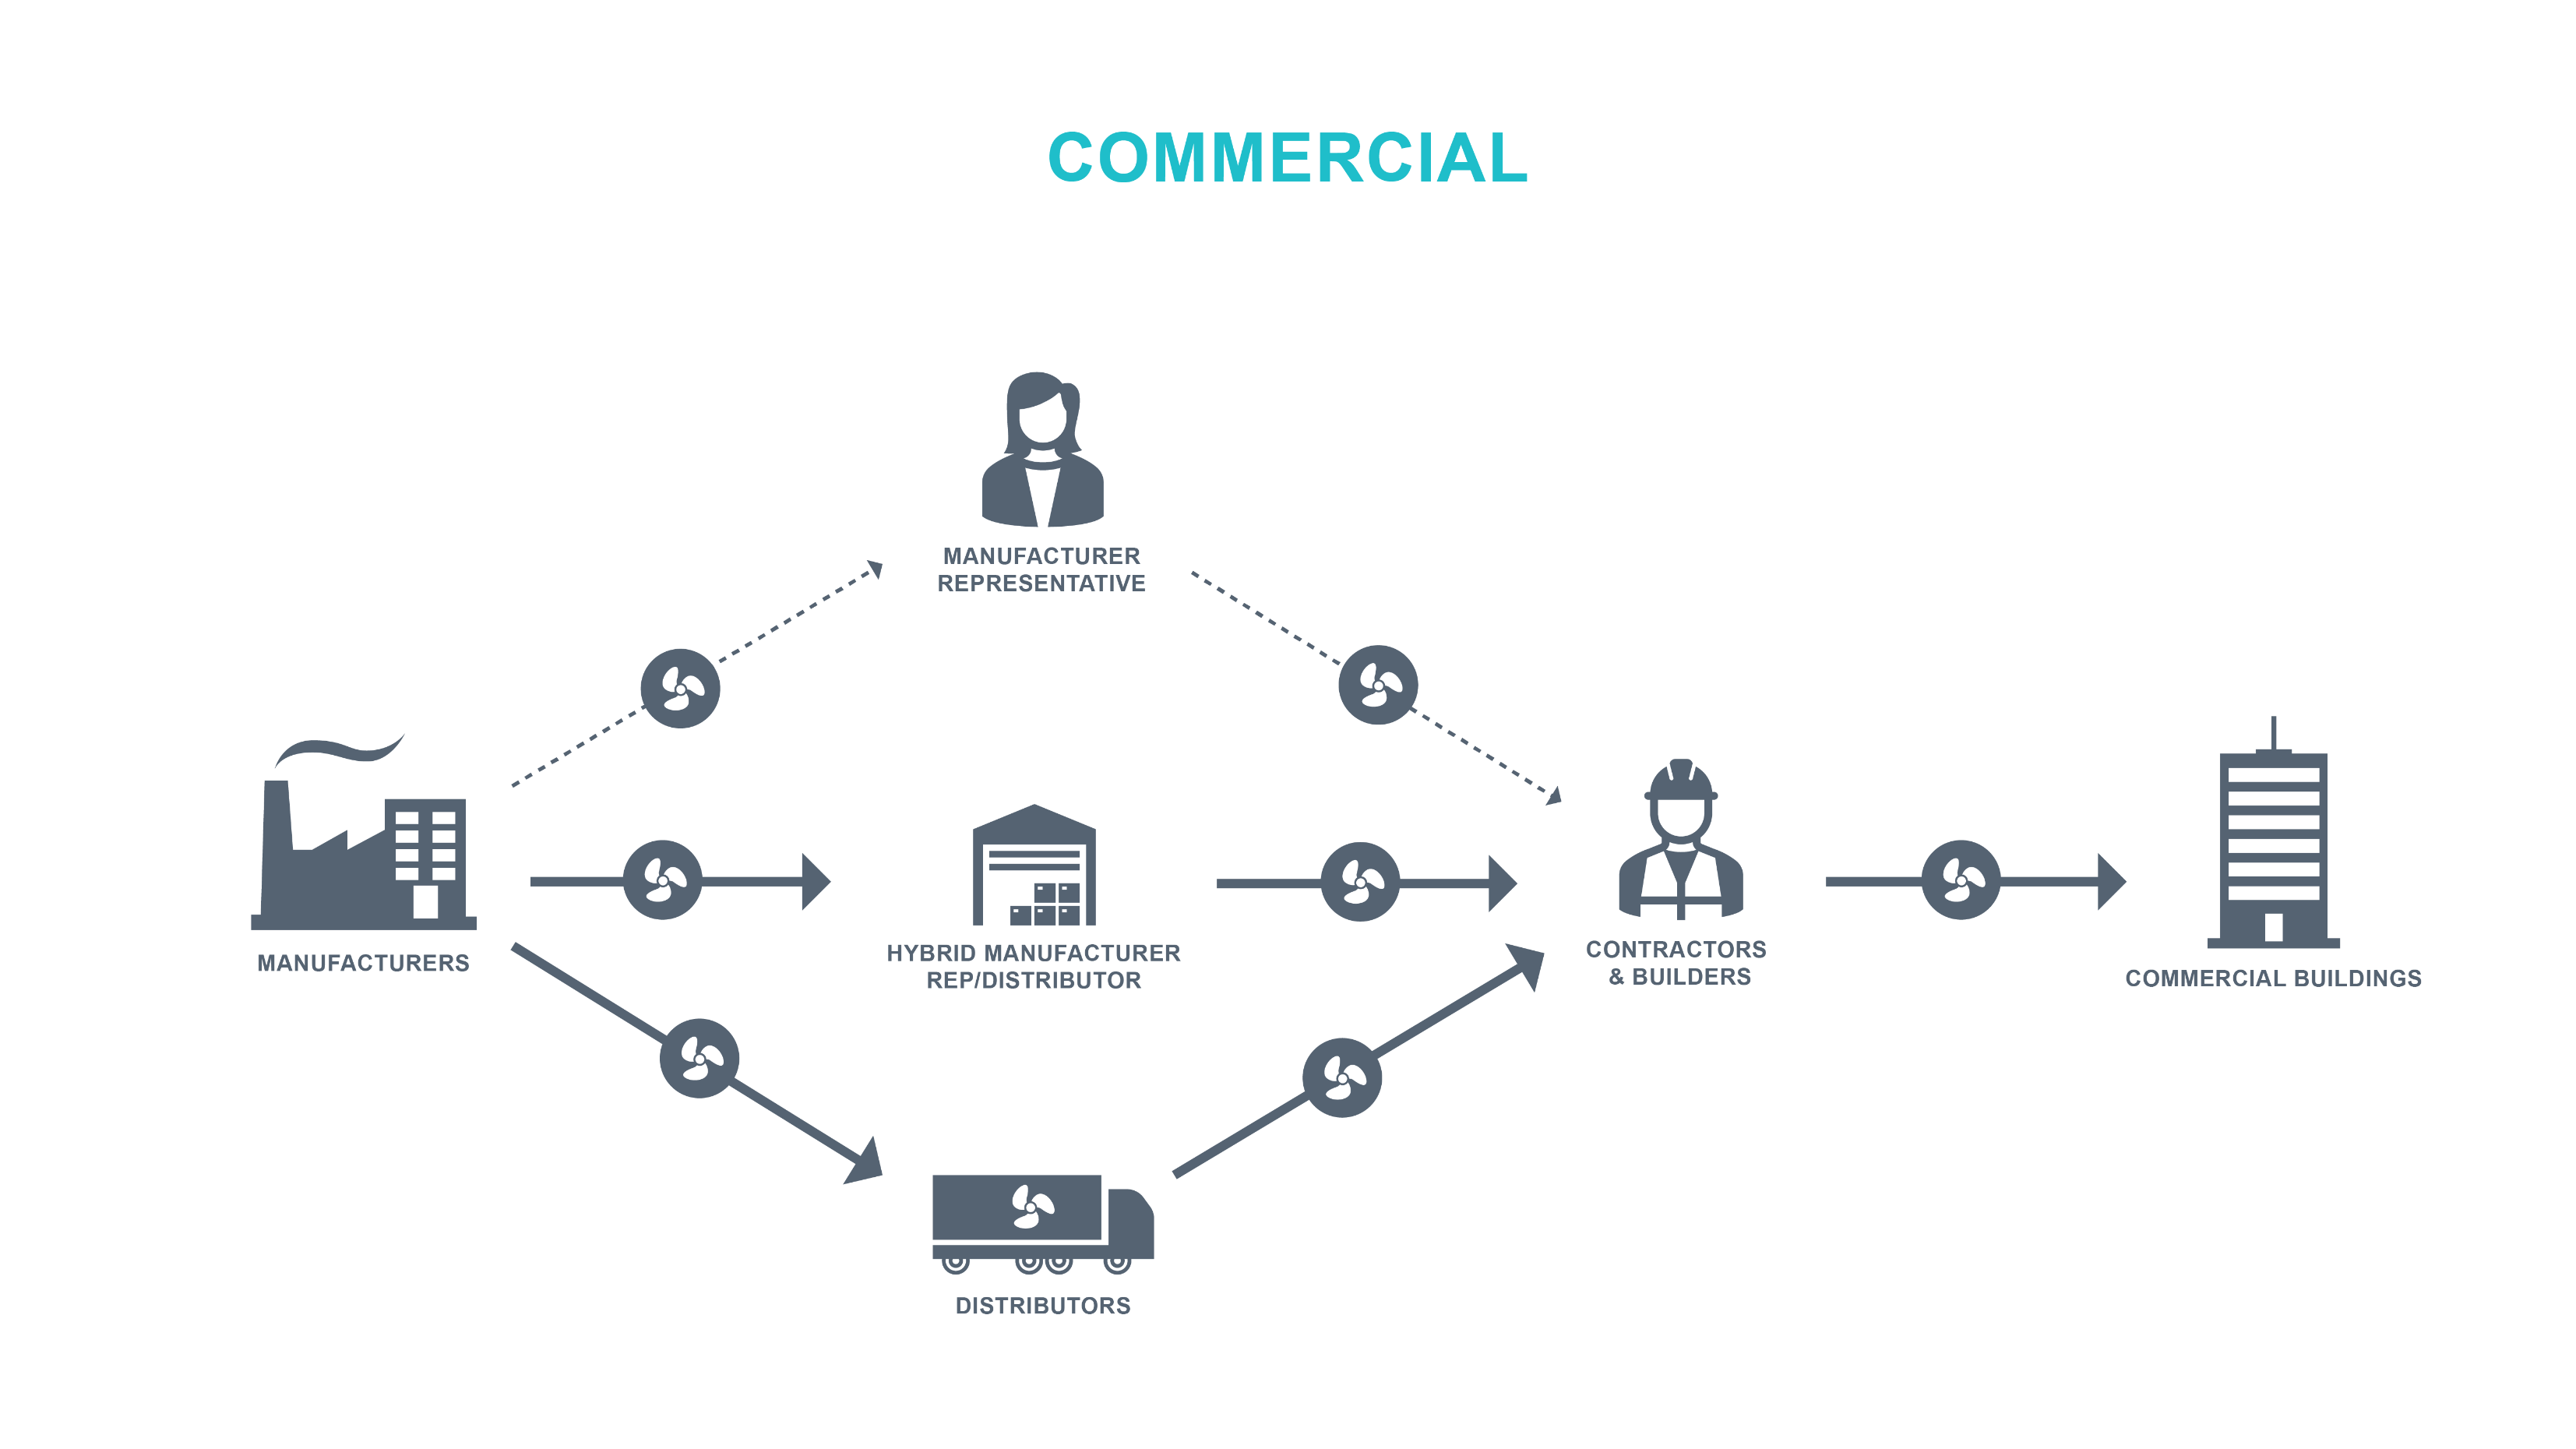 COMMERCIAL
MANUFACTURER
REPRESENTATIVE
MANUFACTURERS
HYBRID MANUFACTURER
REP/DISTRIBUTOR
CONTRACTORS
& BUILDERS
COMMERCIAL BUILDINGS
DISTRIBUTORS